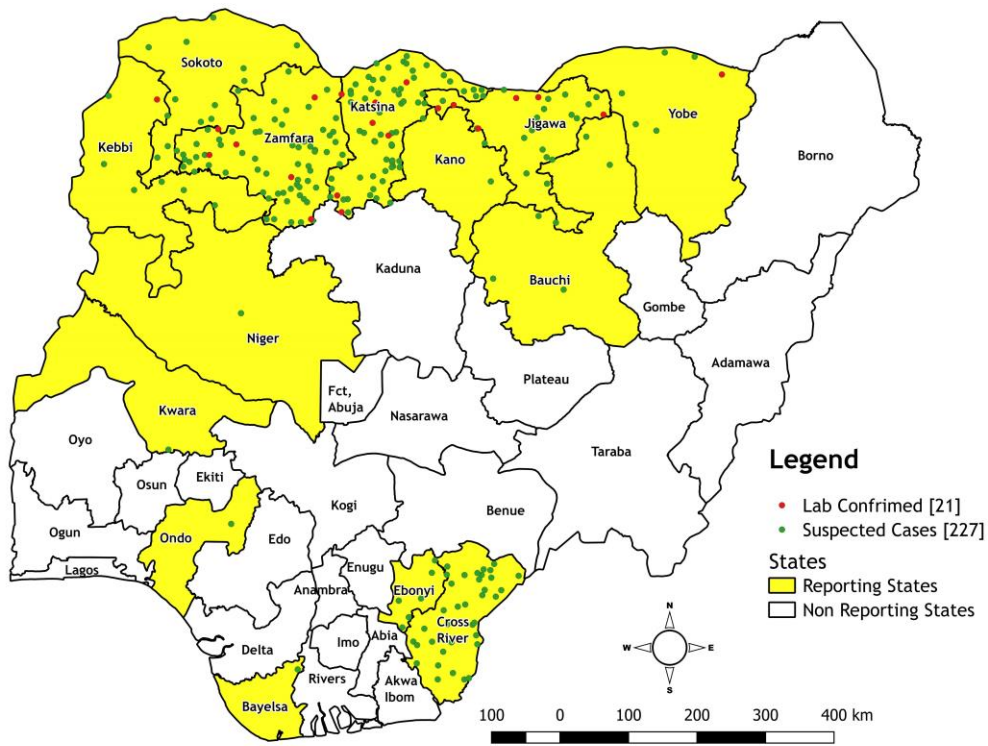 Sokoto
Katsina
Kebbi
Zamfara
Jigawa
Yobe
Kano
Borno
Kaduna
Bauchi
Gombe
Niger
Adamawa
Plateau
Fct,
Abuja
Nasarawa
Kwara
Oyo
Taraba
Osun
Ekiti
Kogi
Benue
Ogun
Ondo
Edo
Lagos
Enugu
Anambra
Ebonyi
Cross
River
Delta
Imo
Abia
Rivers
Akwa
Ibom
Bayelsa
Legend
Lab Confrimed [21]
Suspected Cases [227]
States
Reporting States
Non Reporting States
N
W E
S
100 0 100 200 300 400 km